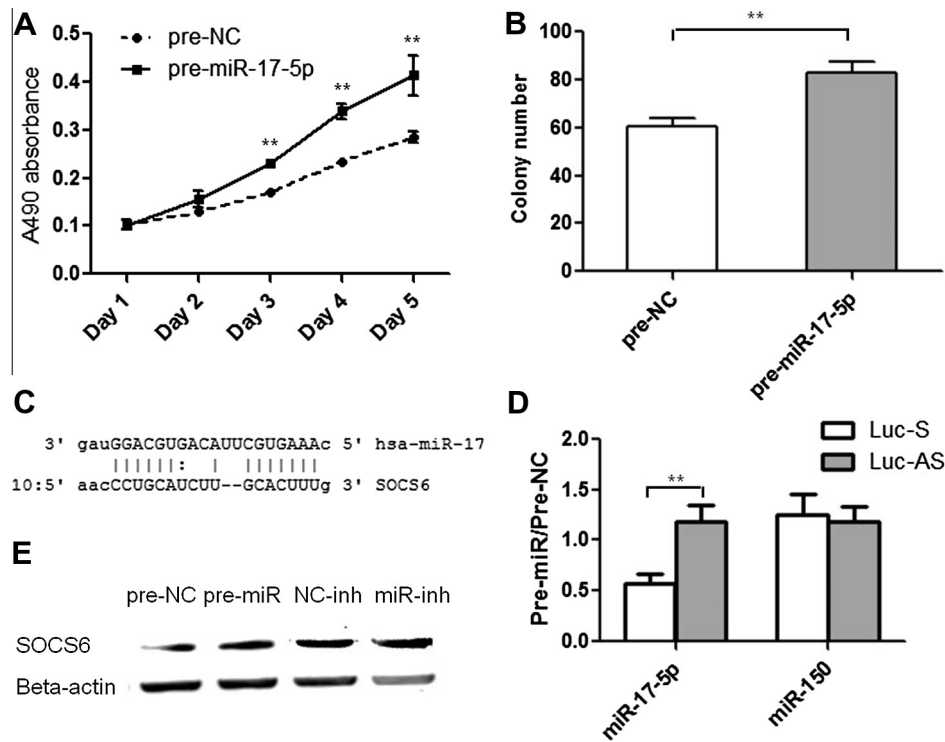 A
pre-NC
pre-miR-17-5p
**
**
**
A490 absorbance
0.5
0.4
0.3
0.2
0.1
0.0
Day 1
Day 2
Day 3
Day 4
Day 5
B
**
Colony number
100
80
60
40
20
0
pre-NC
pre-miR-17-5p
C
3' gauGGACGUGACAUUCGUGAAAc 5' hsa-miR-17
||||||: | |||||||
10:5' aacCCUGCAUCUU--GCACUUUg 3' SOCS6
D
Luc-S
Luc-AS
**
Pre-miR/Pre-NC
2.0
1.5
1.0
0.5
0.0
miR-17-5p
miR-150
E
pre-NC pre-miR NC-inh miR-inh
SOCS6
Beta-actin